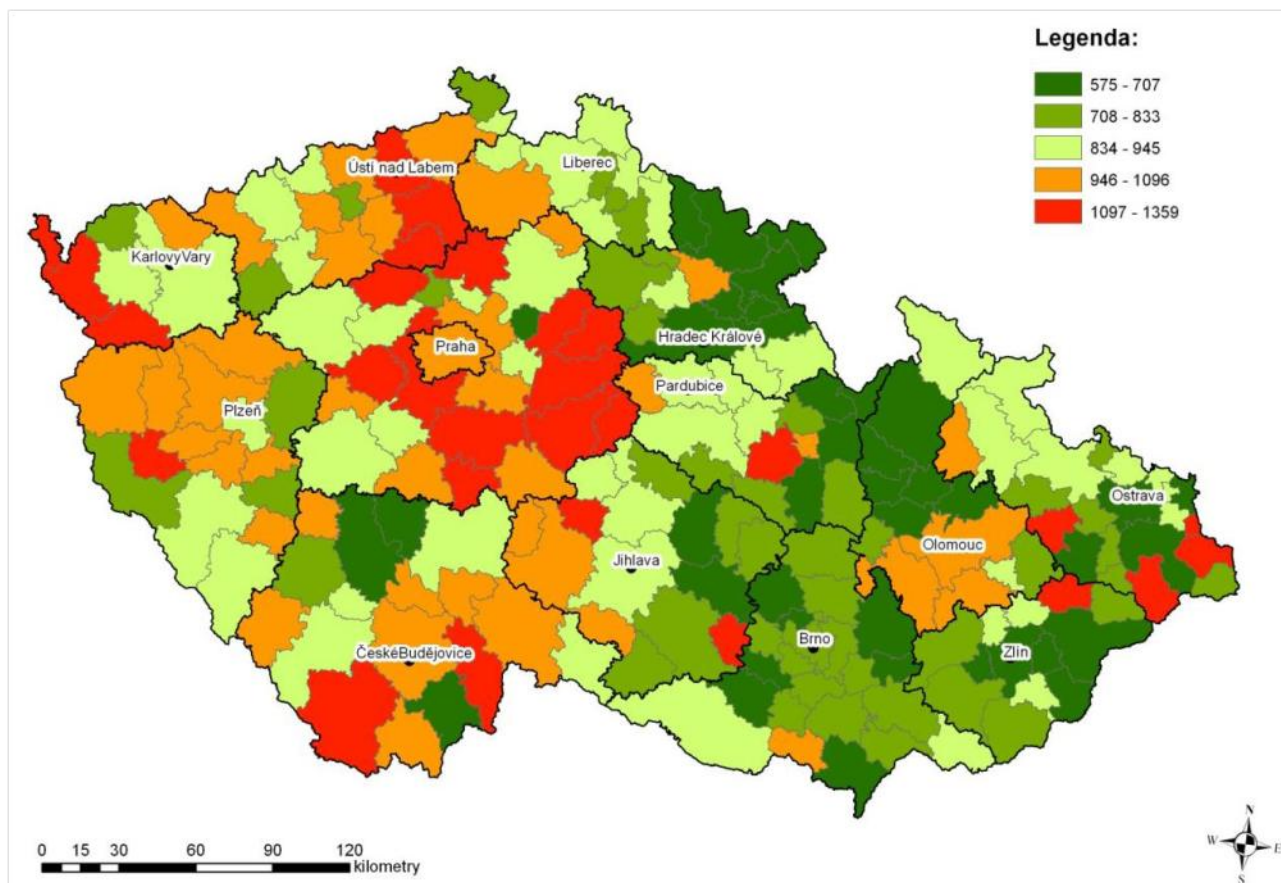 Legenda:
575 - 707
708 - 833
834 - 945
946 - 1096
1097 - 1359
Ústí nad Labem
Liberec
KarlovyVary
Praha
Hradec Králové
Pardubice
Plzeň
Ostrava
Olomouc
Jihlava
Brno
Zlín
ČeskéBudějovice
0 15 30 60 90 120
kilometry
N
W E
S